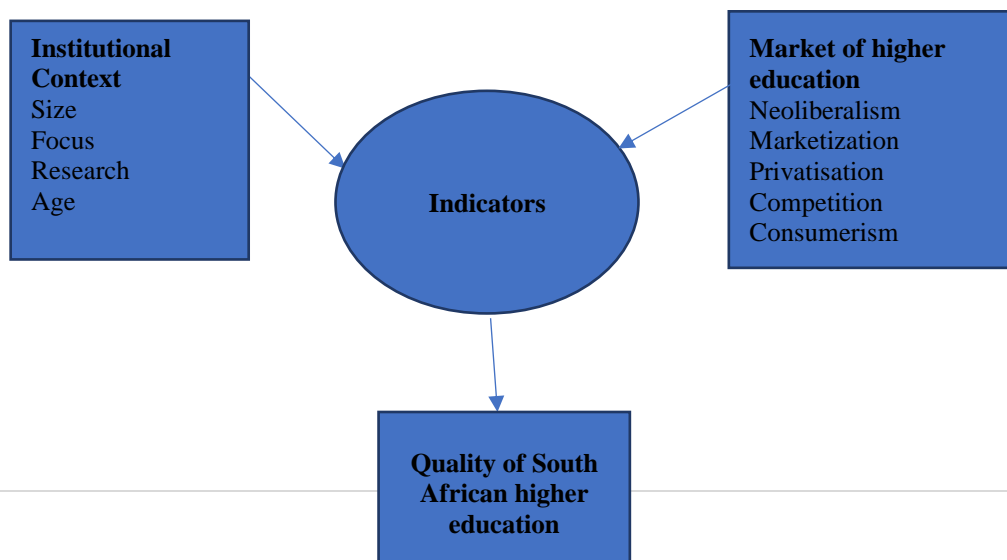 Institutional
Context
Size
Focus
Research
Age
Market of higher
education
Neoliberalism
Marketization
Privatisation
Competition
Consumerism
Indicators
Quality of South
African higher
education